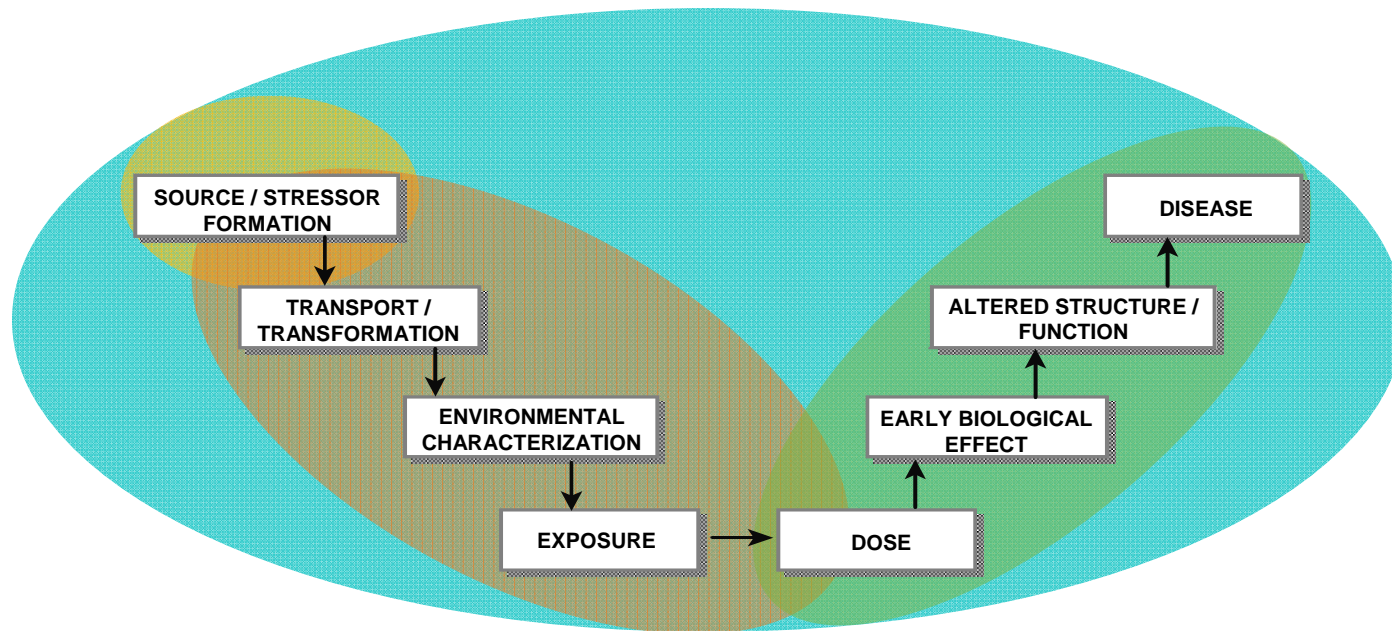 SOURCE / STRESSOR
FORMATION
TRANSPORT /
TRANSFORMATION
ENVIRONMENTAL
CHARACTERIZATION
EXPOSURE
DOSE
EARLY BIOLOGICAL
EFFECT
ALTERED STRUCTURE /
FUNCTION
DISEASE